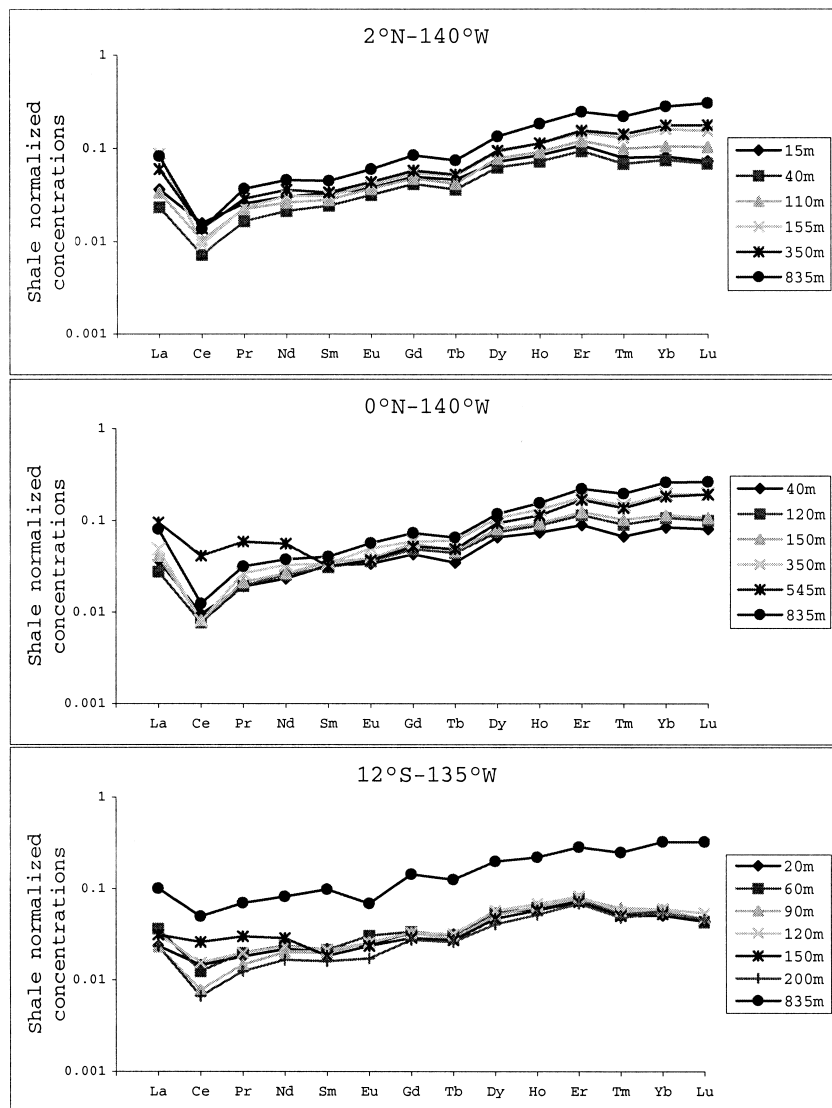 2°N-140°W
Shale normalized
concentrations
1
0.1
0.01
0.001
La Ce Pr Nd Sm Eu Gd Tb Dy Ho Er Tm Yb Lu
15m
40m
110m
155m
350m
835m
0°N-140°W
Shale normalized
concentrations
1
0.1
0.01
0.001
La Ce Pr Nd Sm Eu Gd Tb Dy Ho Er Tm Yb Lu
40m
120m
150m
350m
545m
835m
12°S-135°W
Shale normalized
concentrations
1
0.1
0.01
0.001
La Ce Pr Nd Sm Eu Gd Tb Dy Ho Er Tm Yb Lu
20m
60m
90m
120m
150m
200m
835m